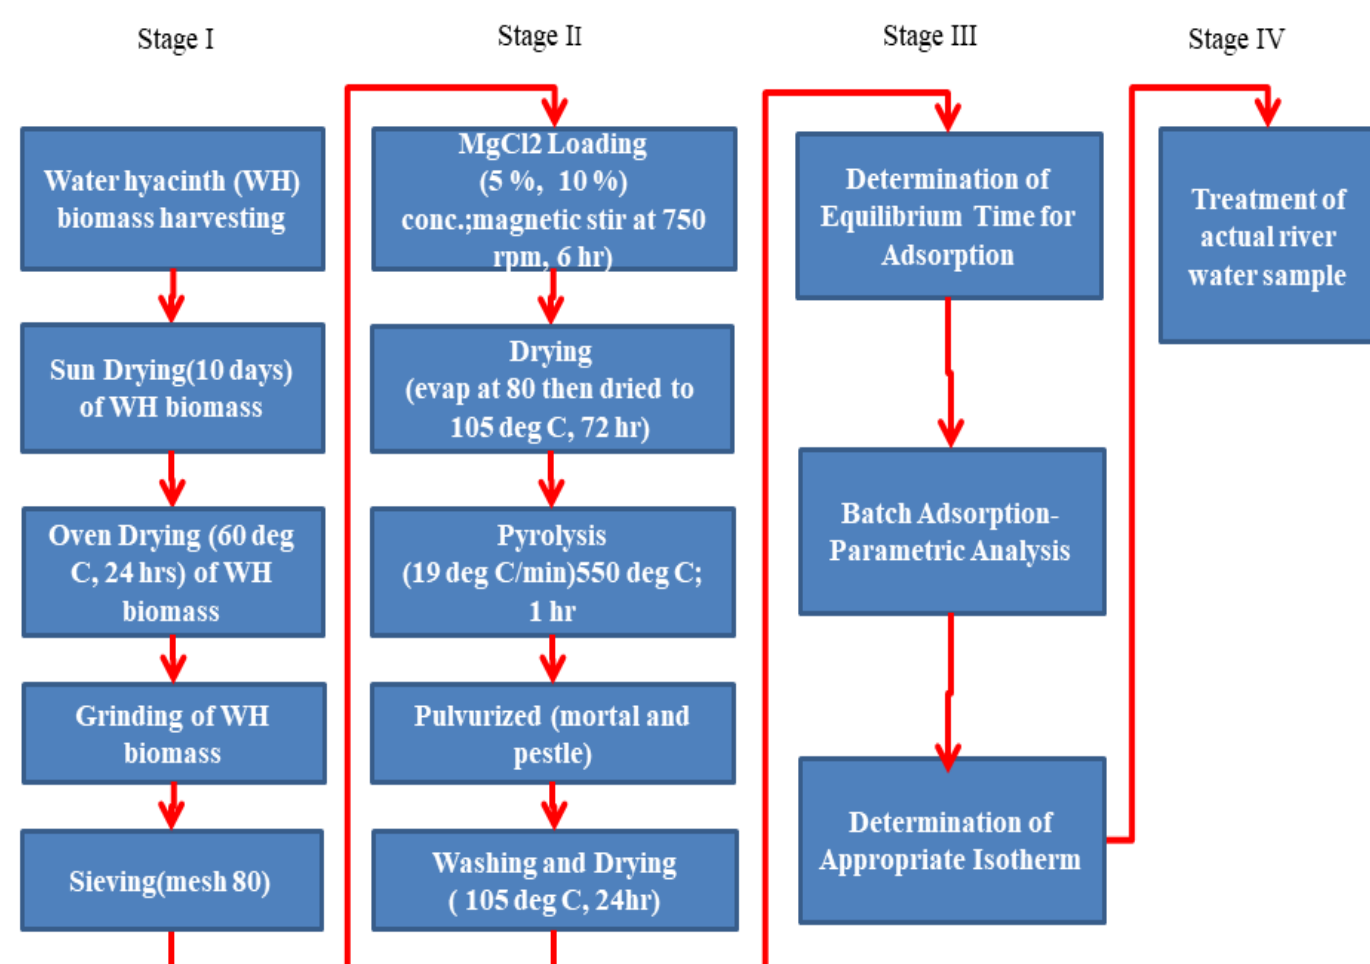 Stage I
Water hyacinth (WH)
biomass harvesting
Sun Drying(10 days)
of WH biomass
Oven Drying (60 deg
C, 24 hrs) of WH
biomass
Grinding of WH
biomass
Sieving(mesh 80)
Stage II
MgCl2 Loading
(5 %, 10 %)
conc.;magnetic stir at 750
rpm, 6 hr)
Drying
(evap at 80 then dried to
105 deg C, 72 hr)
Pyrolysis
(19 deg C/min)550 deg C;
1 hr
Pulvurized (mortal and
pestle)
Washing and Drying
( 105 deg C, 24hr)
Stage III
Determination of
Equilibrium Time for
Adsorption
Batch Adsorption-
Parametric Analysis
Determination of
Appropriate Isotherm
Stage IV
Treatment of
actual river
water sample